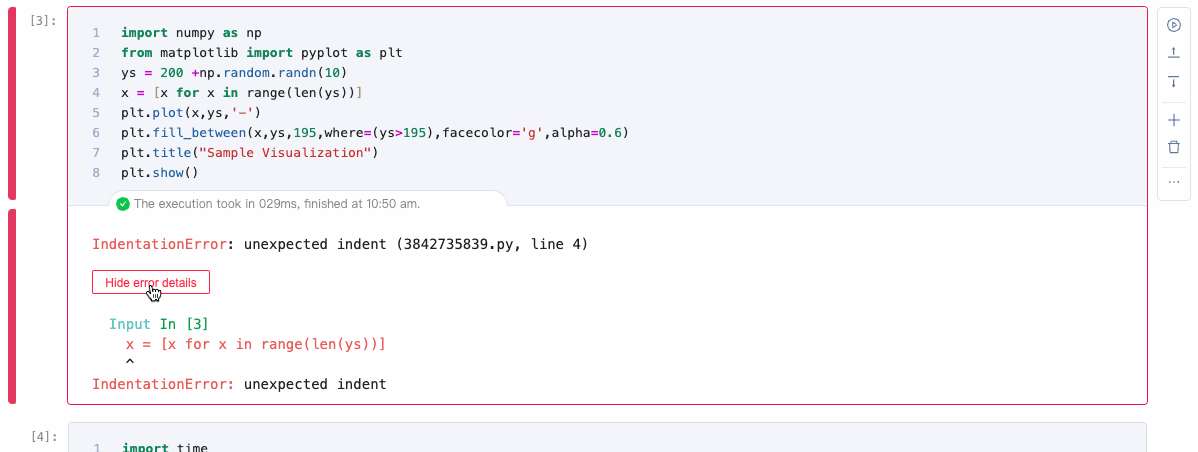 [3]:
1 import numpy as np
2 from matplotlib import pyplot as plt
3 ys = 200 +np.random.randn(10)
4 x = [x for x in range(len(ys))]
5 plt.plot(x,ys,'-')
6 plt.fill_between(x,ys,195,where=(ys>195),facecolor='g',alpha=0.6)
7 plt.title("Sample Visualization")
8 plt.show()
The execution took in 029ms, finished at 10:50 am.
IndentationError: unexpected indent (3842735839.py, line 4)
Hide error details
Input In [3]
x = [x for x in range(len(ys))]
^
IndentationError: unexpected indent
[4]:
1 import time